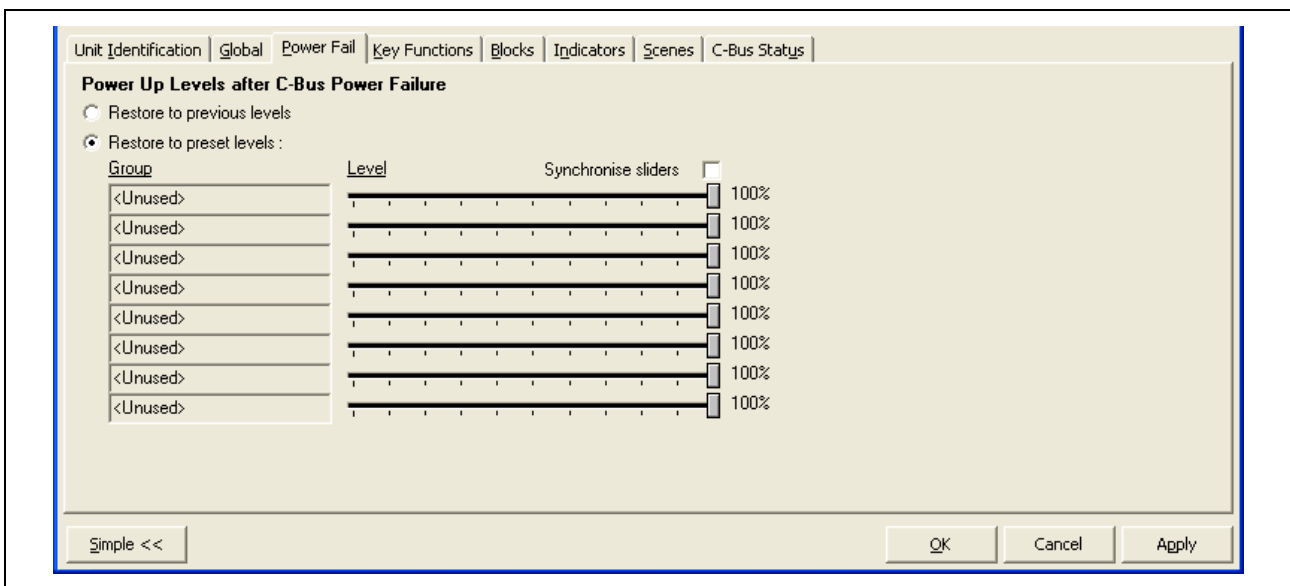 Unit Identification Global Power Fail Key Functions Blocks Indicators Scenes C-Bus Status
Power Up Levels after C-Bus Power Failure
Restore to previous levels
Restore to preset levels :
Group Level Synchronise sliders
<Unused> 100%
<Unused> 100%
<Unused> 100%
<Unused> 100%
<Unused> 100%
<Unused> 100%
<Unused> 100%
<Unused> 100%
Simple << OK Cancel Apply